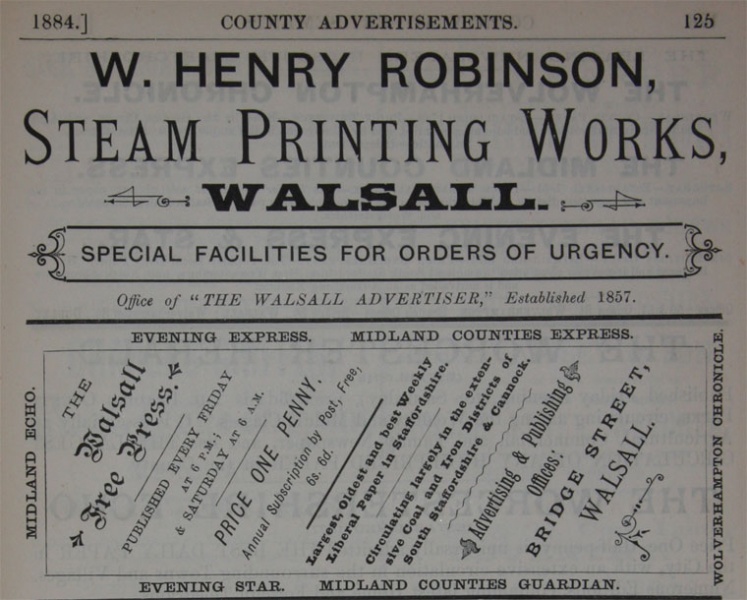 1884.] COUNTY ADVERTISEMENTS. 125
W. HENRY ROBINSON,
STEAM PRINTING WORKS,
WALSALL.
SPECIAL FACILITIES FOR ORDERS OF URGENCY.
Office of "THE WALSALL ADVERTISER," Established 1857.
EVENING EXPRESS. MIDLAND COUNTIES EXPRESS.
MIDLAND ECHO.
THE
Walsall
Free Press.
PUBLISHED EVERY FRIDAY
AT 6 P.M.;
& SATURDAY AT 6 A.M.
PRICE ONE PENNY.
Annual Subscription by Post, Free,
6s. 6d.
Largest, Oldest and best Weekly
Liberal Paper in Staffordshire.
Circulating largely in the exten-
sive Coal and Iron Districts of
South Staffordshire & Cannock.
Advertising & Publishing
Offices:
BRIDGE STREET,
WALSALL.
WOLVERHAMPTON CHRONICLE.
EVENING STAR. MIDLAND COUNTIES GUARDIAN.